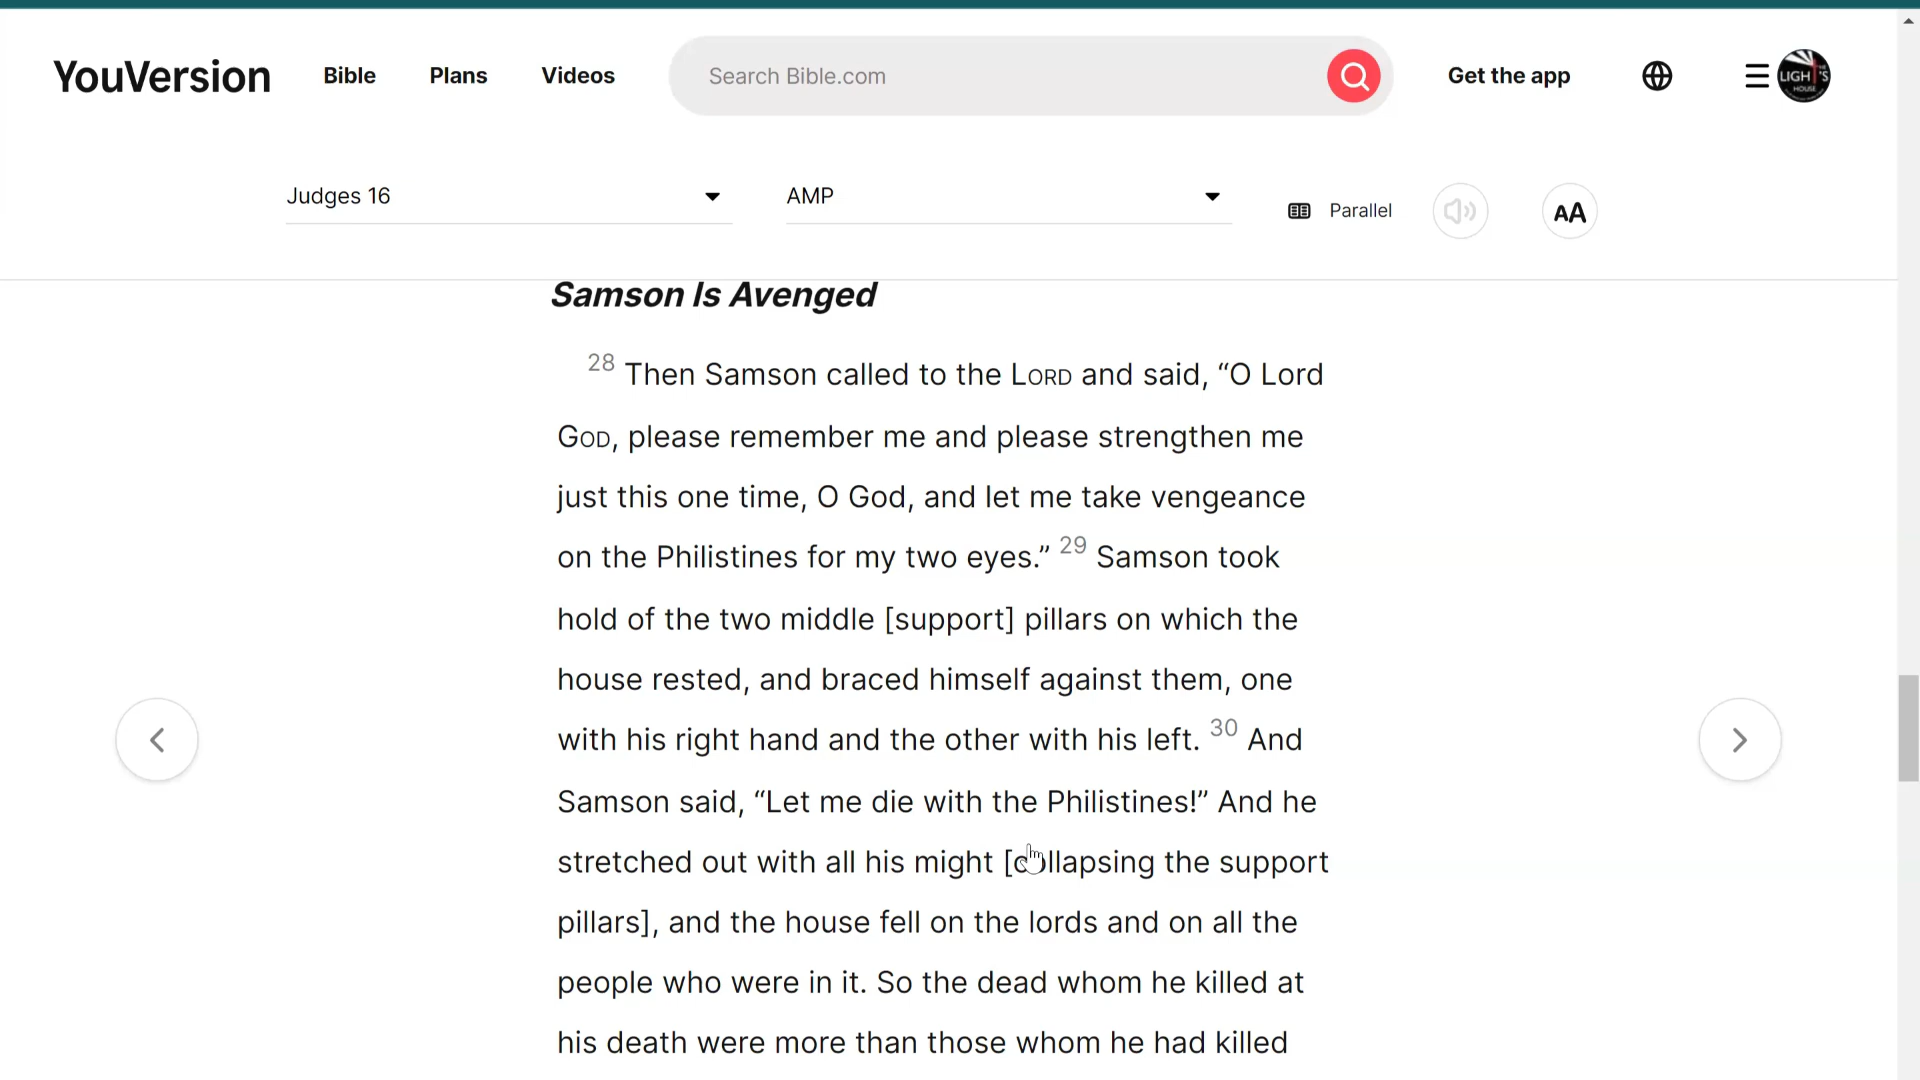 YouVersion Bible Plans Videos Search Bible.com Get the app
LIGHT'S
HOUSE
Judges 16 AMP Parallel AA
Samson Is Avenged
28 Then Samson called to the LORD and said, “O Lord
GOD, please remember me and please strengthen me
just this one time, O God, and let me take vengeance
on the Philistines for my two eyes.” 29 Samson took
hold of the two middle [support] pillars on which the
house rested, and braced himself against them, one
with his right hand and the other with his left. 30 And
Samson said, “Let me die with the Philistines!” And he
stretched out with all his might [collapsing the support
pillars], and the house fell on the lords and on all the
people who were in it. So the dead whom he killed at
his death were more than those whom he had killed